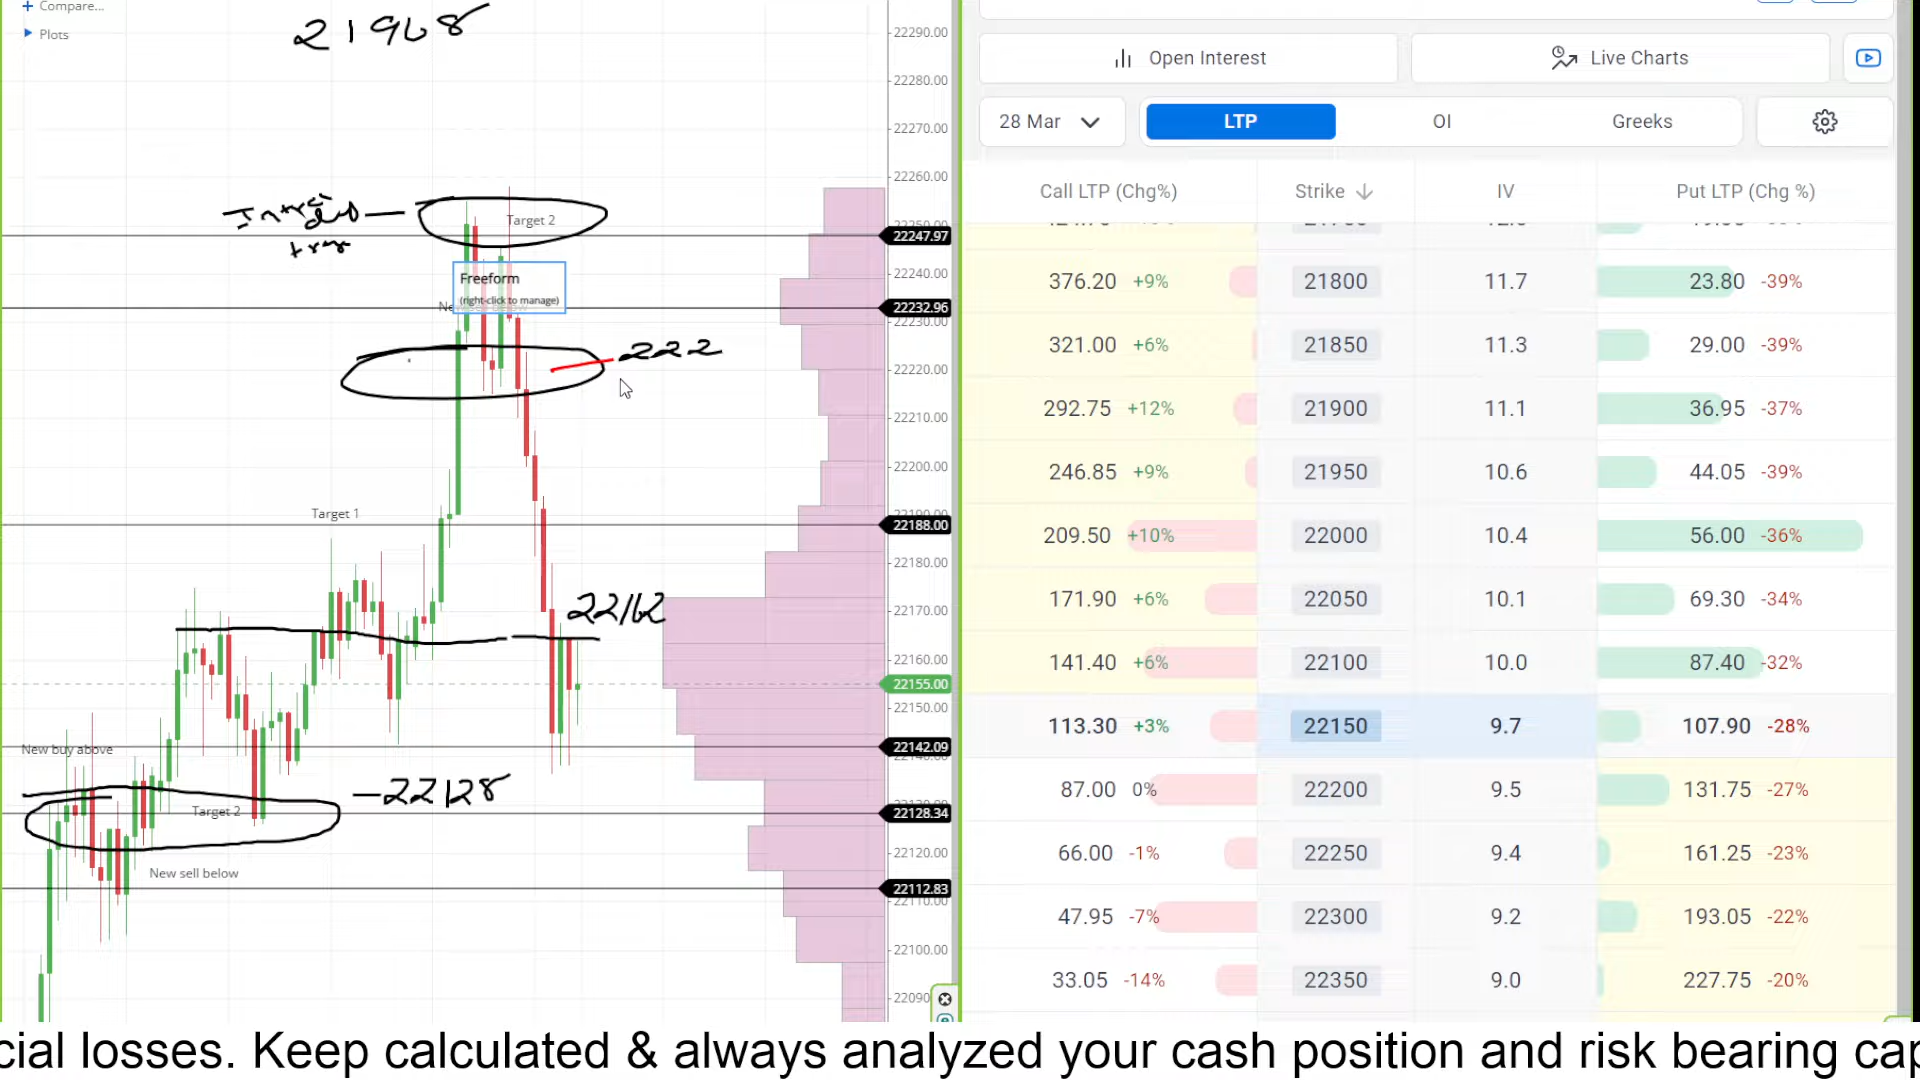 Compare...
Plots
21968
22290.00
22280.00
22270.00
22260.00
Target 2
22247.97
22240.00
Freeform
(right-click to manage)
22232.96
22230.00
222
22220.00
22210.00
22200.00
Target 1
22188.00
22180.00
22162
22170.00
22160.00
22155.00
22150.00
New buy above
22142.09
22128
Target 2
22128.34
22120.00
New sell below
22112.83
22110.00
22100.00
22090
Open Interest
Live Charts
28 Mar
LTP
OI
Greeks
Call LTP (Chg%) Strike IV Put LTP (Chg %)
376.20 +9% 21800 11.7 23.80 -39%
321.00 +6% 21850 11.3 29.00 -39%
292.75 +12% 21900 11.1 36.95 -37%
246.85 +9% 21950 10.6 44.05 -39%
209.50 +10% 22000 10.4 56.00 -36%
171.90 +6% 22050 10.1 69.30 -34%
141.40 +6% 22100 10.0 87.40 -32%
113.30 +3% 22150 9.7 107.90 -28%
87.00 0% 22200 9.5 131.75 -27%
66.00 -1% 22250 9.4 161.25 -23%
47.95 -7% 22300 9.2 193.05 -22%
33.05 -14% 22350 9.0 227.75 -20%
cial losses. Keep calculated & always analyzed your cash position and risk bearing cap